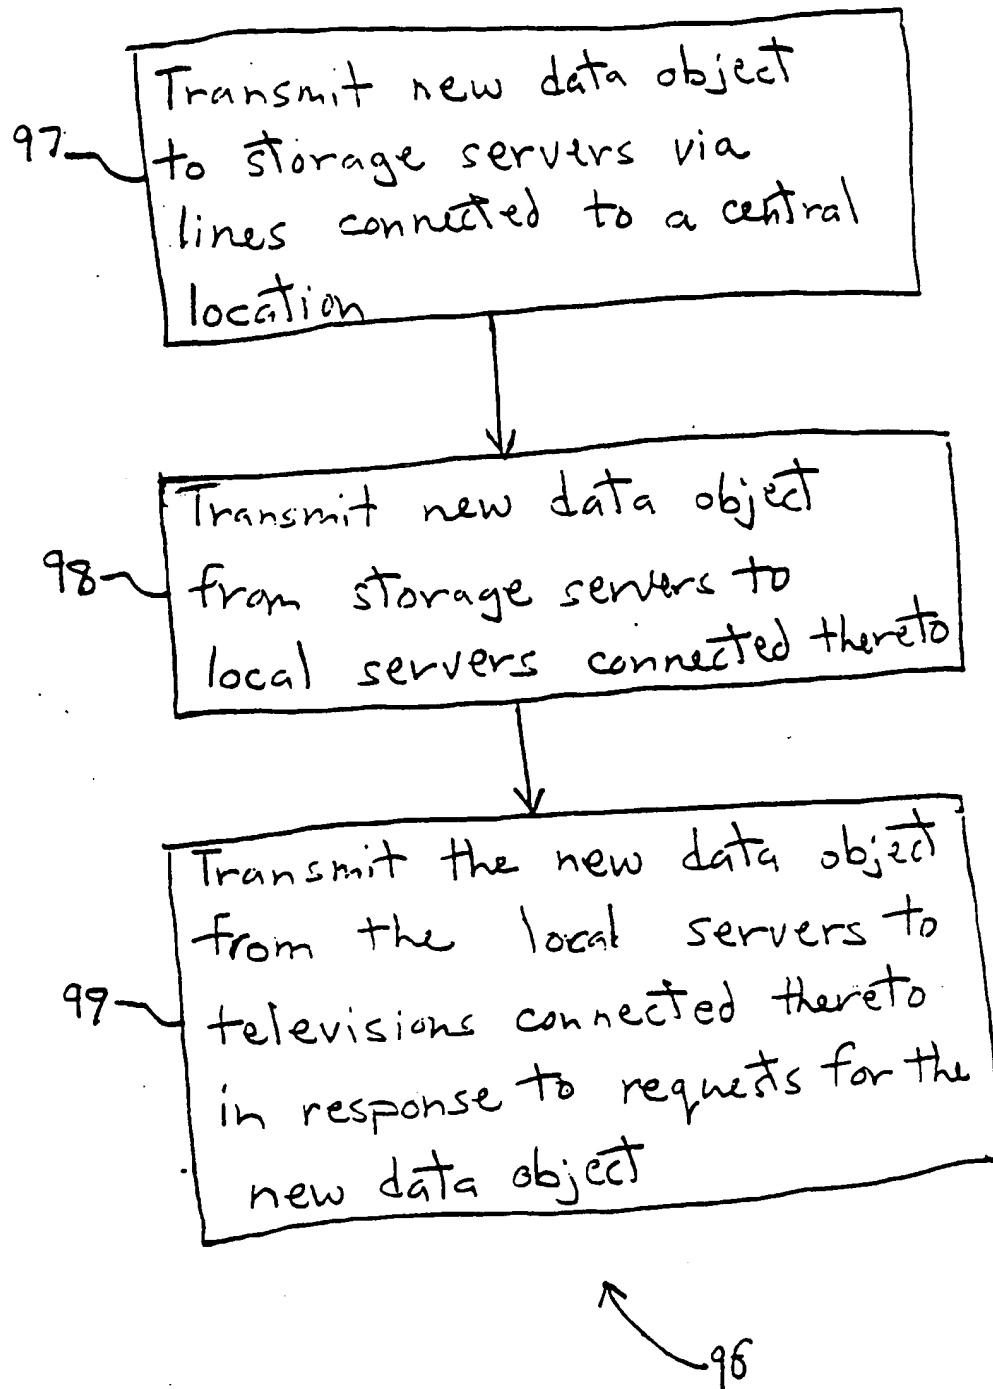 Transmit new data object
97
to storage servers via
lines connected to a central
location
Transmit new data object
98
from storage servers to
local servers connected thereto
Transmit the new data object
from the local servers to
99
televisions connected thereto
in response to requests for the
new data object
96